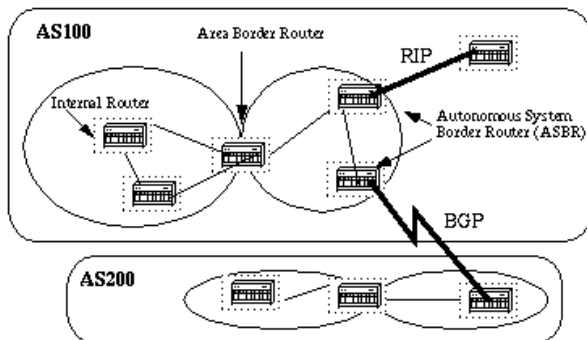 AS100
Area Border Router
RIP
Internal Router
Autonomous System
Border Router (ASBR)
BGP
AS200